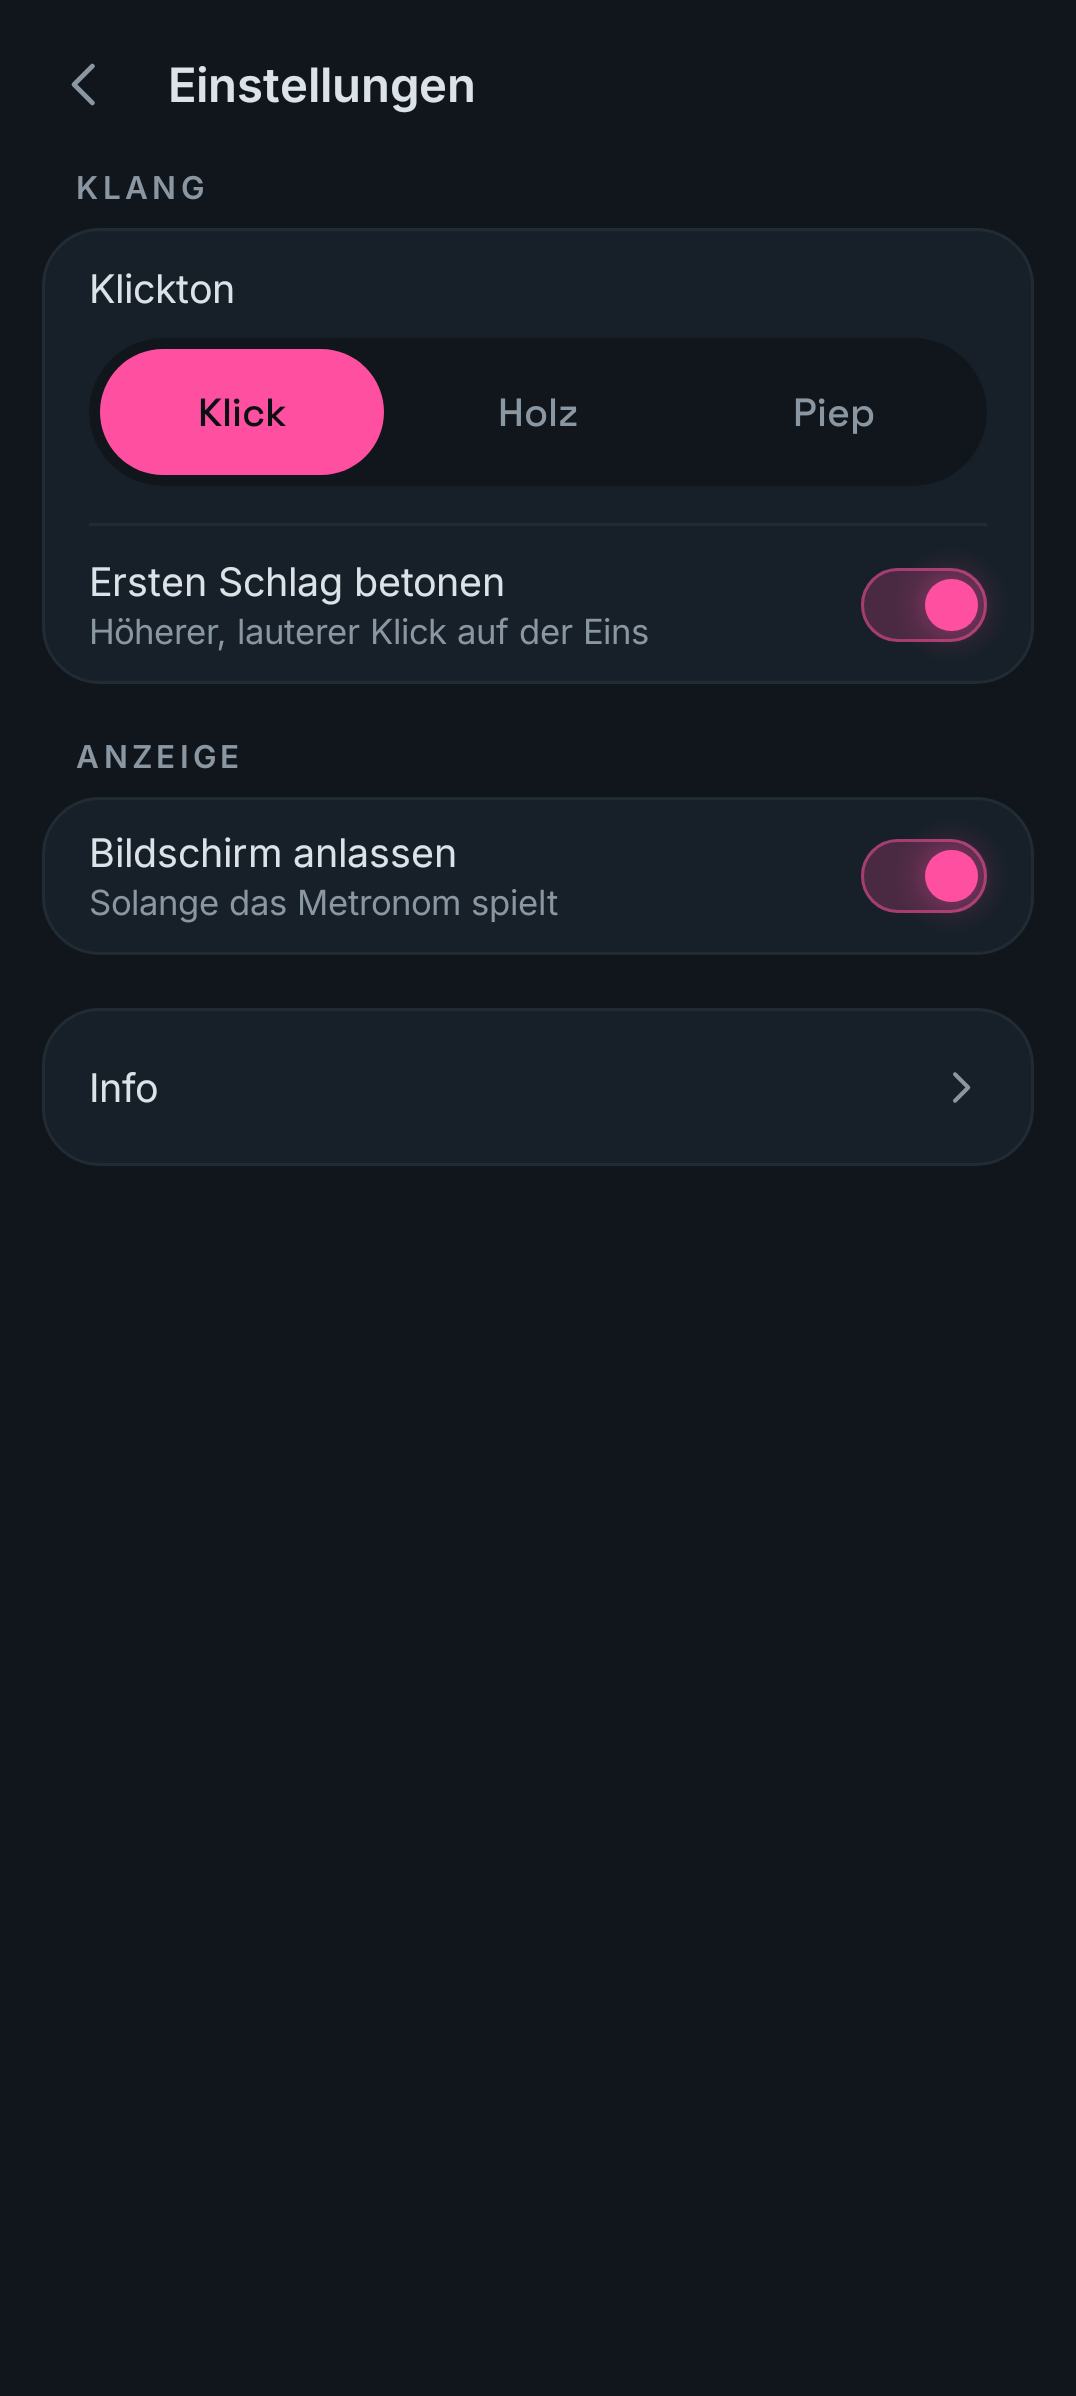 Einstellungen
KLANG
Klickton
Klick Holz Piep
Ersten Schlag betonen
Höherer, lauterer Klick auf der Eins
ANZEIGE
Bildschirm anlassen
Solange das Metronom spielt
Info